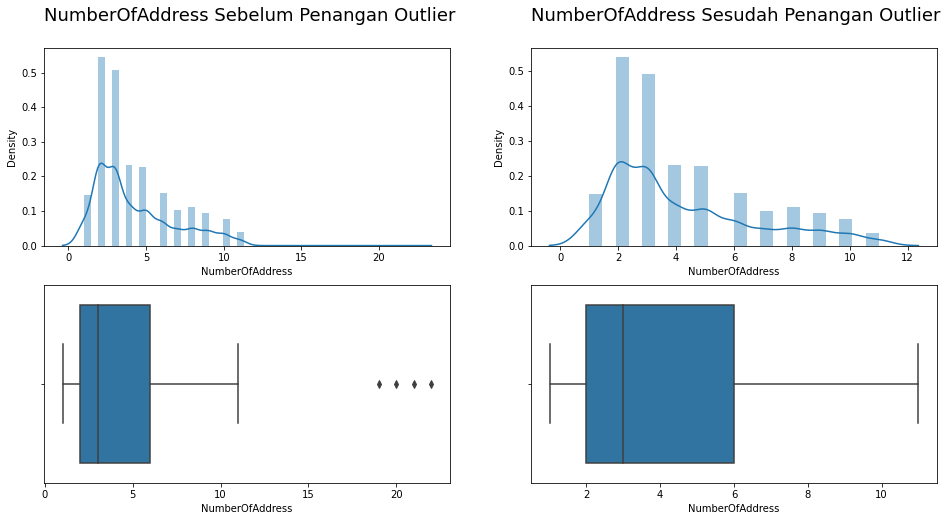 NumberOfAddress Sebelum Penangan Outlier
NumberOfAddress Sesudah Penangan Outlier
Density
0.5
0.4
0.3
0.2
0.1
0.0
0 5 10 15 20
NumberOfAddress
Density
0.5
0.4
0.3
0.2
0.1
0.0
0 2 4 6 8 10 12
NumberOfAddress
0 5 10 15 20
NumberOfAddress
2 4 6 8 10
NumberOfAddress